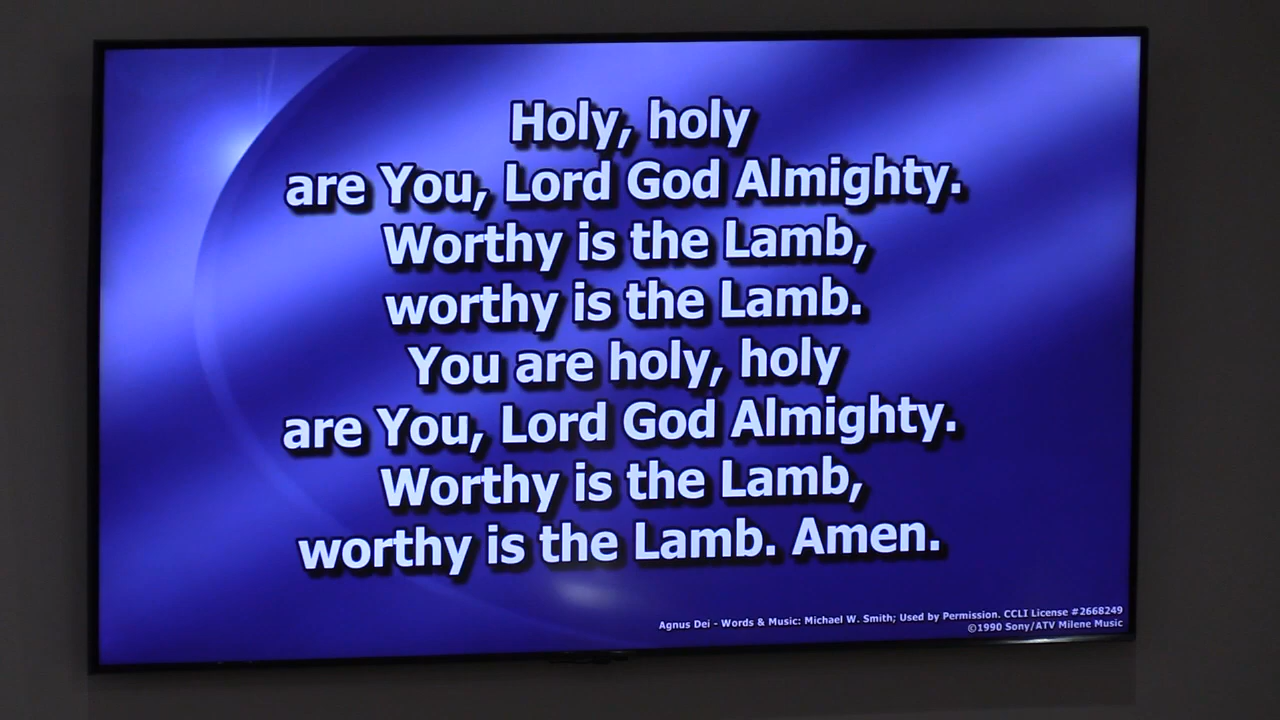 Holy, holy
are You, Lord God Almighty.
Worthy is the Lamb,
worthy is the Lamb.
You are holy, holy
are You, Lord God Almighty.
Worthy is the Lamb,
worthy is the Lamb. Amen.
Agnus Dei - Words & Music: Michael W. Smith; Used by Permission. CCLI License #2668249
©1990 Sony/ATV Milene Music